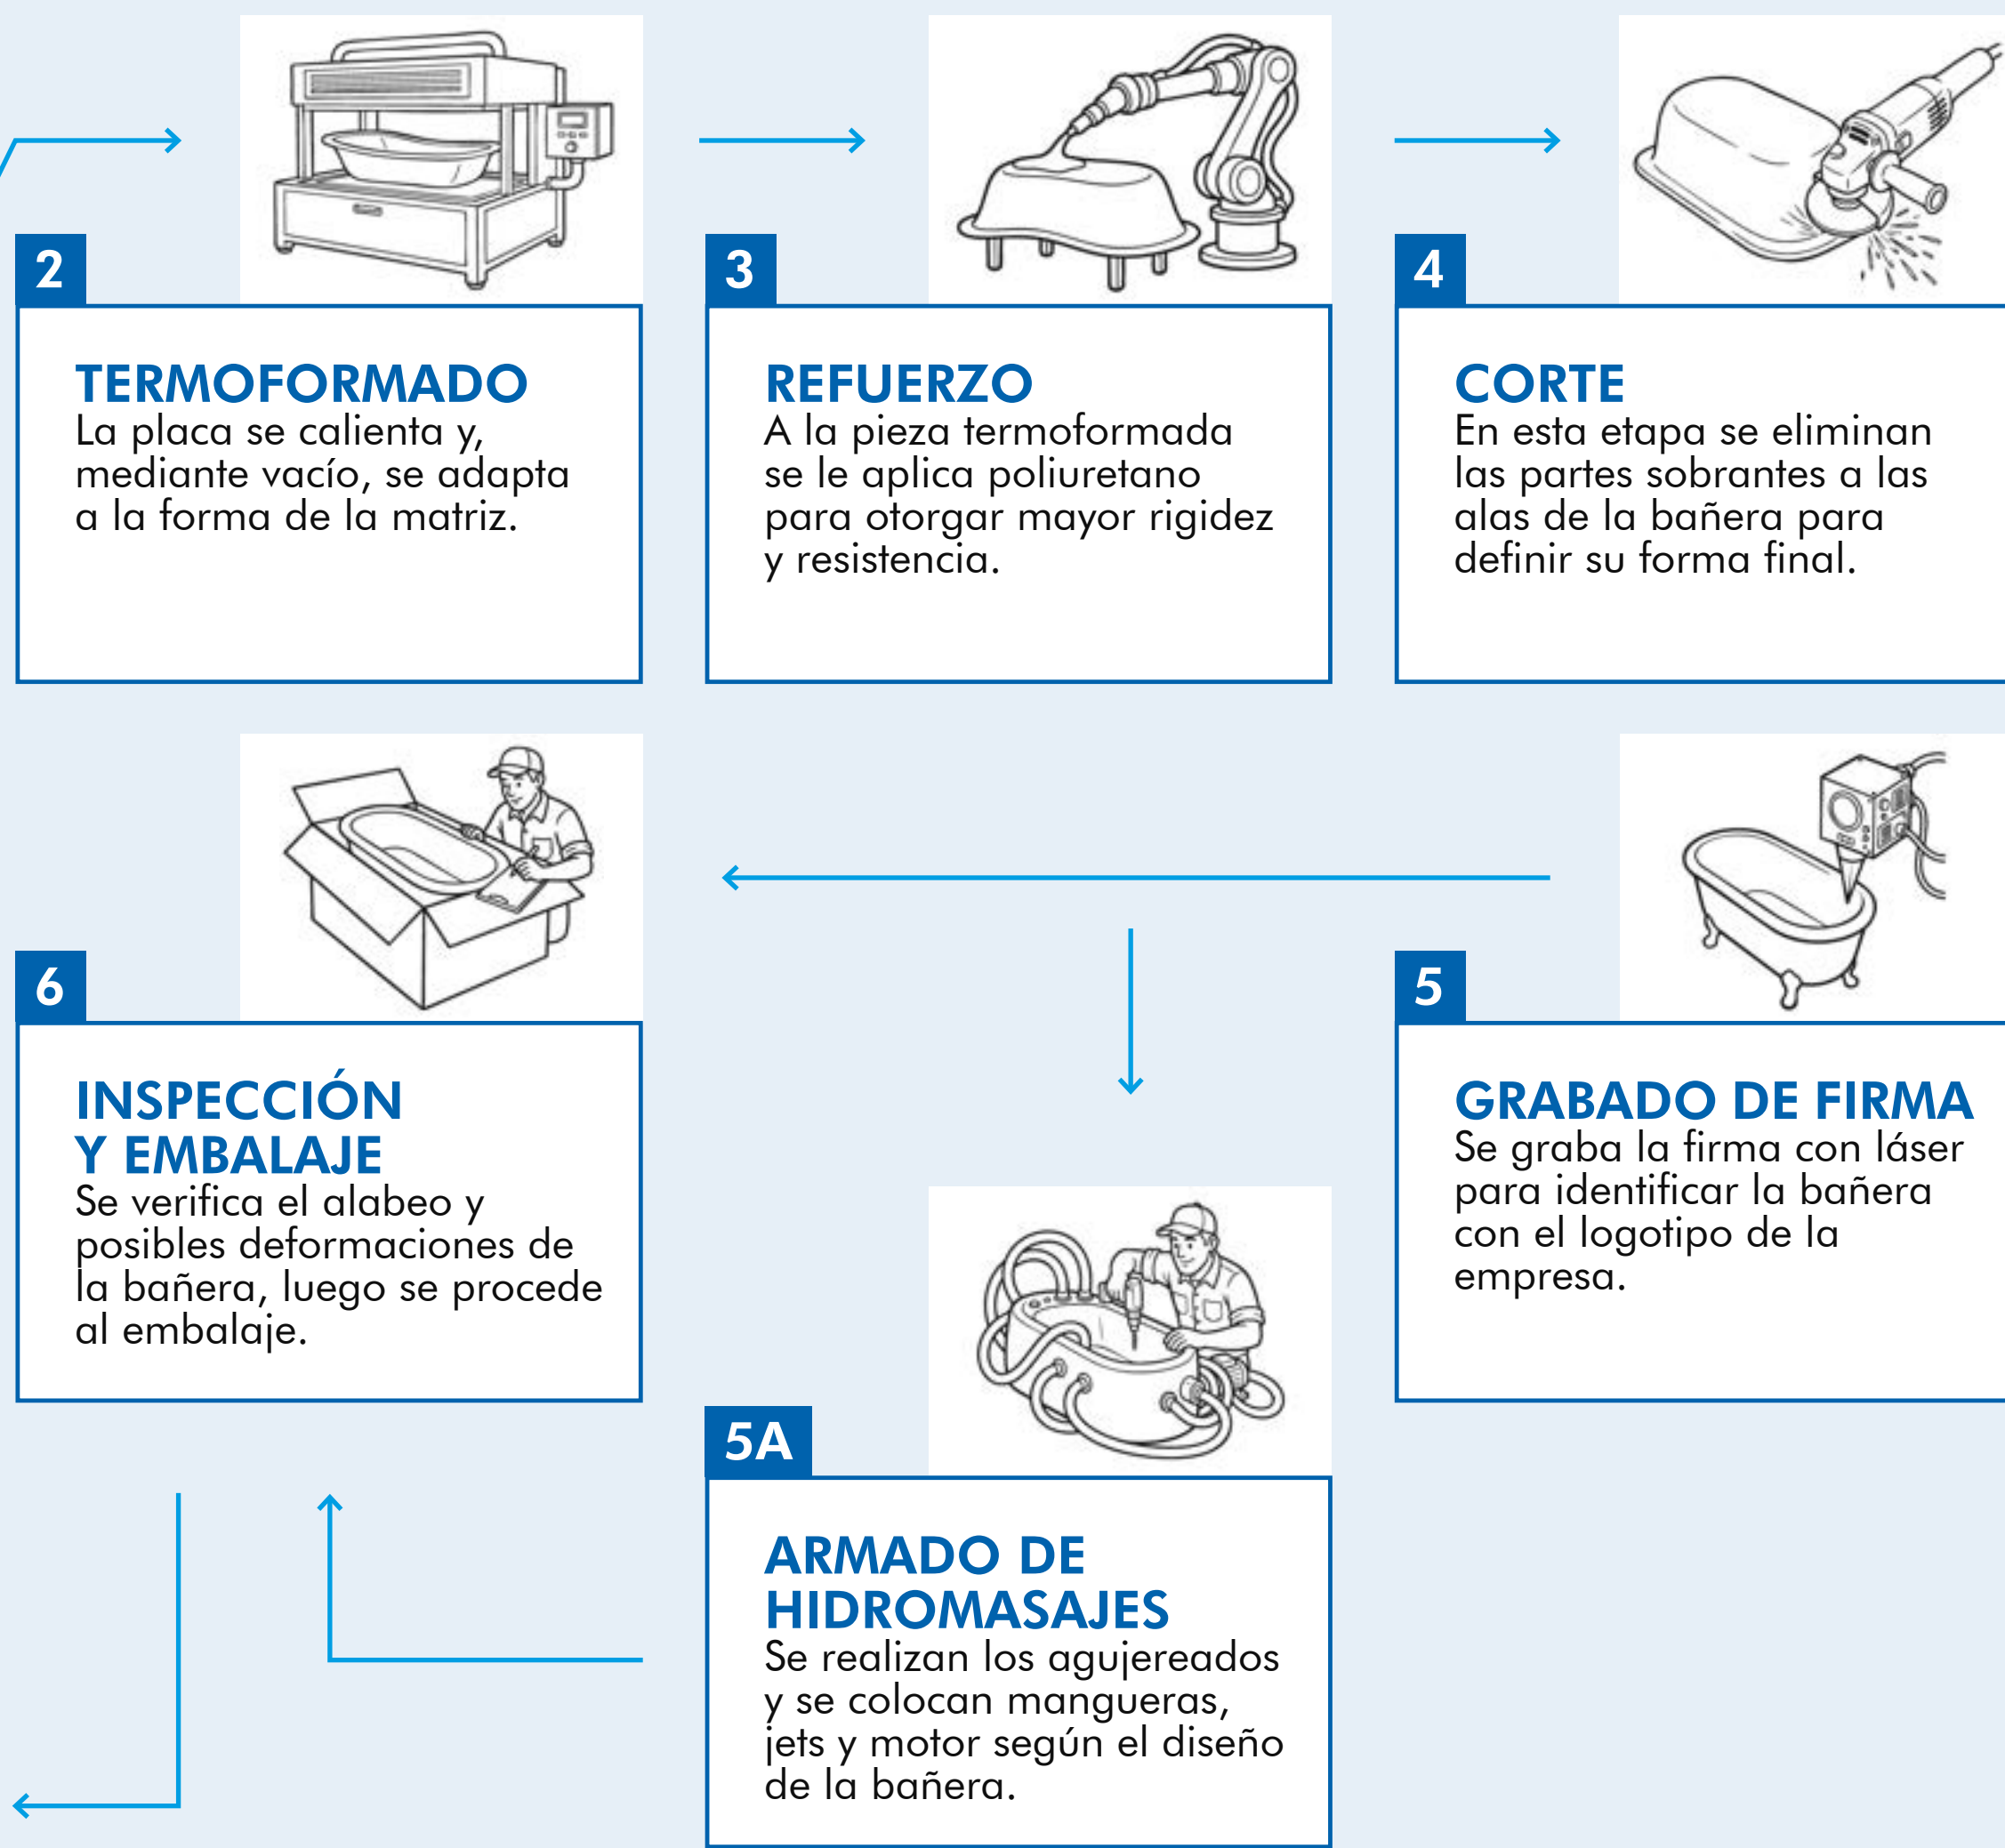 2
TERMOFORMADO
La placa se calienta y,
mediante vacío, se adapta
a la forma de la matriz.
3
REFUERZO
A la pieza termoformada
se le aplica poliuretano
para otorgar mayor rigidez
y resistencia.
4
CORTE
En esta etapa se eliminan
las partes sobrantes a las
alas de la bañera para
definir su forma final.
6
INSPECCIÓN
Y EMBALAJE
Se verifica el alabeo y
posibles deformaciones de
la bañera, luego se procede
al embalaje.
5
GRABADO DE FIRMA
Se graba la firma con láser
para identificar la bañera
con el logotipo de la
empresa.
5A
ARMADO DE
HIDROMASAJES
Se realizan los agujereados
y se colocan mangueras,
jets y motor según el diseño
de la bañera.